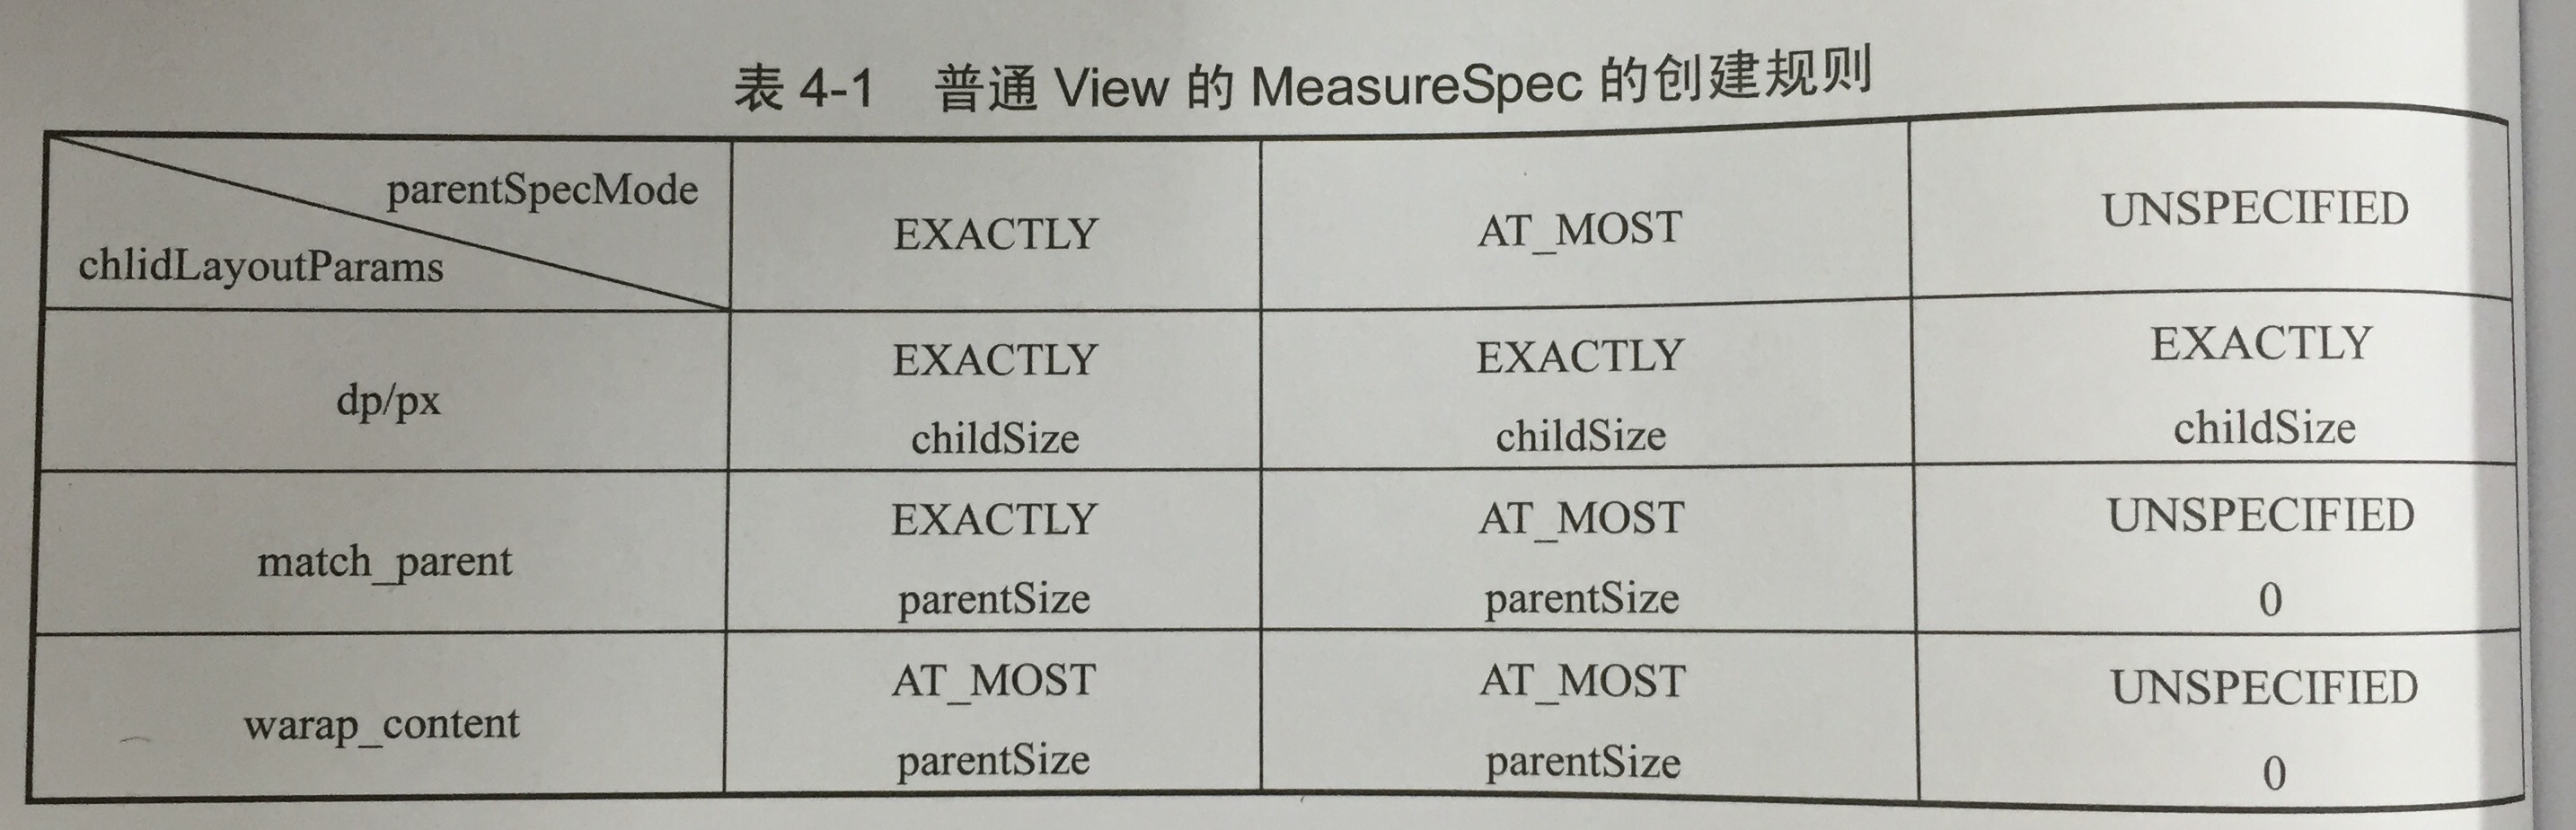 表 4-1 普通 View 的 MeasureSpec 的创建规则
parentSpecMode
chlidLayoutParams
EXACTLY
AT_MOST
UNSPECIFIED
dp/px
EXACTLY
childSize
EXACTLY
childSize
EXACTLY
childSize
match_parent
EXACTLY
parentSize
AT_MOST
parentSize
UNSPECIFIED
0
warap_content
AT_MOST
parentSize
AT_MOST
parentSize
UNSPECIFIED
0